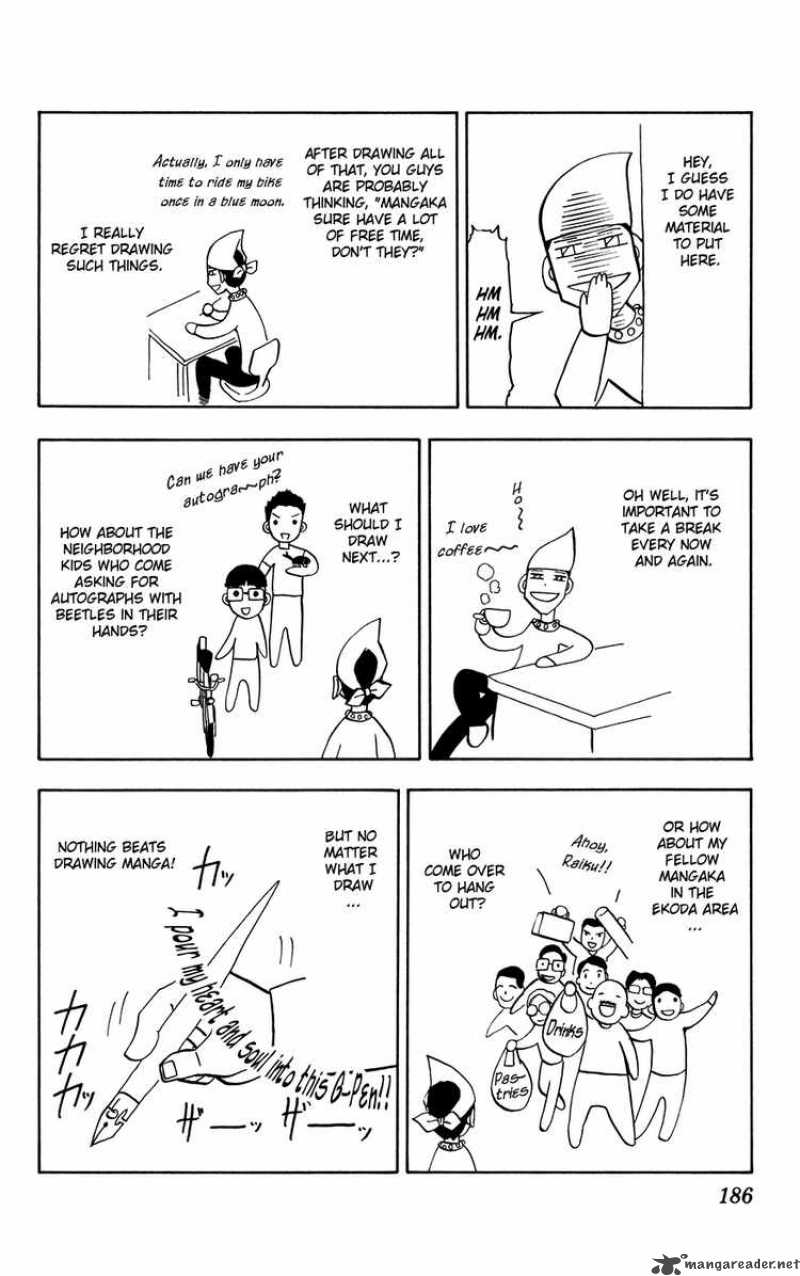 HEY,
I GUESS
I DO HAVE
SOME
MATERIAL
TO PUT
HERE.
HM
HM
HM.
AFTER DRAWING ALL
OF THAT, YOU GUYS
ARE PROBABLY
THINKING, "MANGAKA
SURE HAVE A LOT
OF FREE TIME,
DON'T THEY?"
Actually, I only have
time to ride my bike
once in a blue moon.
I REALLY
REGRET DRAWING
SUCH THINGS.
OH WELL, IT'S
IMPORTANT TO
TAKE A BREAK
EVERY NOW
AND AGAIN.
HO~~
I love
coffee~~
WHAT
SHOULD I
DRAW
NEXT...?
Can we have your
autogra~~ph?
HOW ABOUT THE
NEIGHBORHOOD
KIDS WHO COME
ASKING FOR
AUTOGRAPHS WITH
BEETLES IN THEIR
HANDS?
OR HOW
ABOUT MY
FELLOW
MANGAKA
IN THE
EKODA AREA
...
Ahoy,
Raiku!!
WHO
COME OVER
TO HANG
OUT?
Drinks
Pas-
tries
BUT NO
MATTER
WHAT I
DRAW
...
NOTHING BEATS
DRAWING MANGA!
カッ
I pour my heart and soul into this G-Pen!!
カカカッ
ザーッ
ザーッ
186
mangareader.net